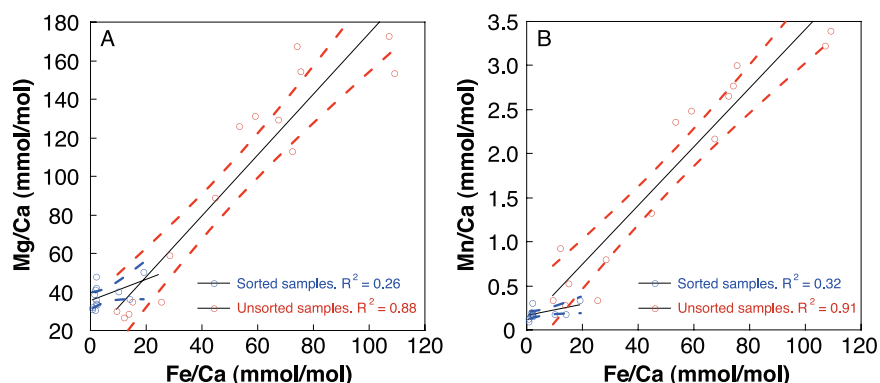 A
Mg/Ca (mmol/mol)
180
160
140
120
100
80
60
40
20
0 20 40 60 80 100 120
Fe/Ca (mmol/mol)
Sorted samples. R² = 0.26
Unsorted samples. R² = 0.88
B
Mn/Ca (mmol/mol)
3.5
3.0
2.5
2.0
1.5
1.0
0.5
0
0 20 40 60 80 100 120
Fe/Ca (mmol/mol)
Sorted samples. R² = 0.32
Unsorted samples. R² = 0.91